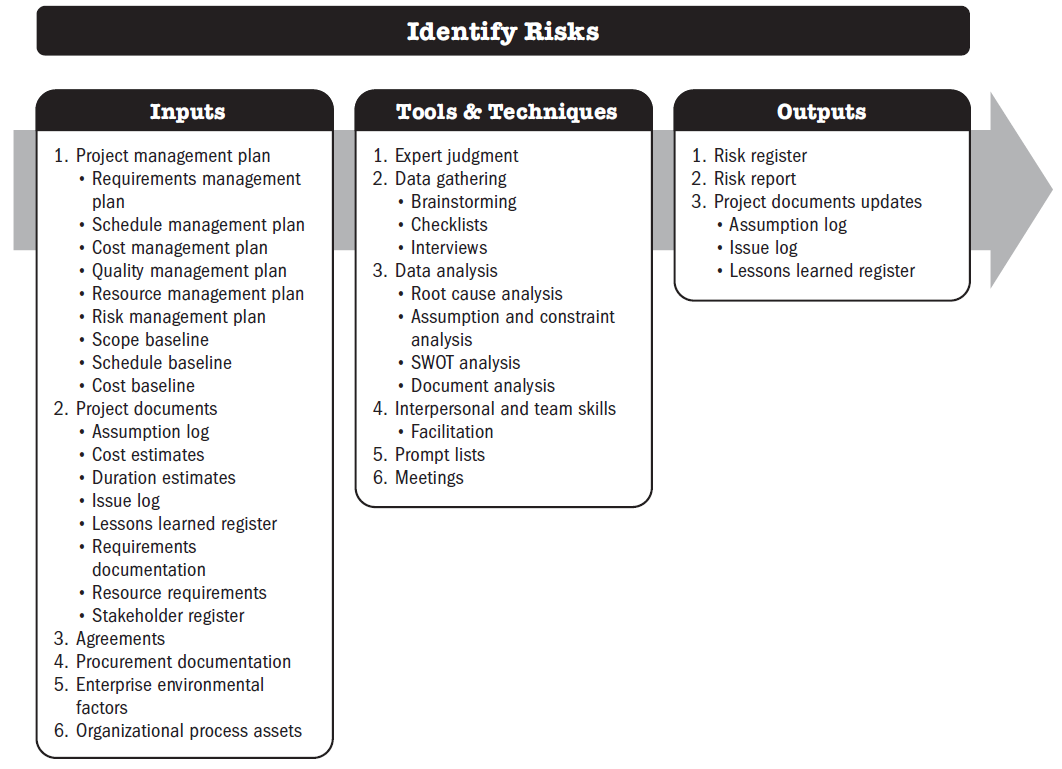 Identify Risks
Inputs
1. Project management plan
• Requirements management
plan
• Schedule management plan
• Cost management plan
• Quality management plan
• Resource management plan
• Risk management plan
• Scope baseline
• Schedule baseline
• Cost baseline
2. Project documents
• Assumption log
• Cost estimates
• Duration estimates
• Issue log
• Lessons learned register
• Requirements
documentation
• Resource requirements
• Stakeholder register
3. Agreements
4. Procurement documentation
5. Enterprise environmental
factors
6. Organizational process assets
Tools & Techniques
1. Expert judgment
2. Data gathering
• Brainstorming
• Checklists
• Interviews
3. Data analysis
• Root cause analysis
• Assumption and constraint
analysis
• SWOT analysis
• Document analysis
4. Interpersonal and team skills
• Facilitation
5. Prompt lists
6. Meetings
Outputs
1. Risk register
2. Risk report
3. Project documents updates
• Assumption log
• Issue log
• Lessons learned register